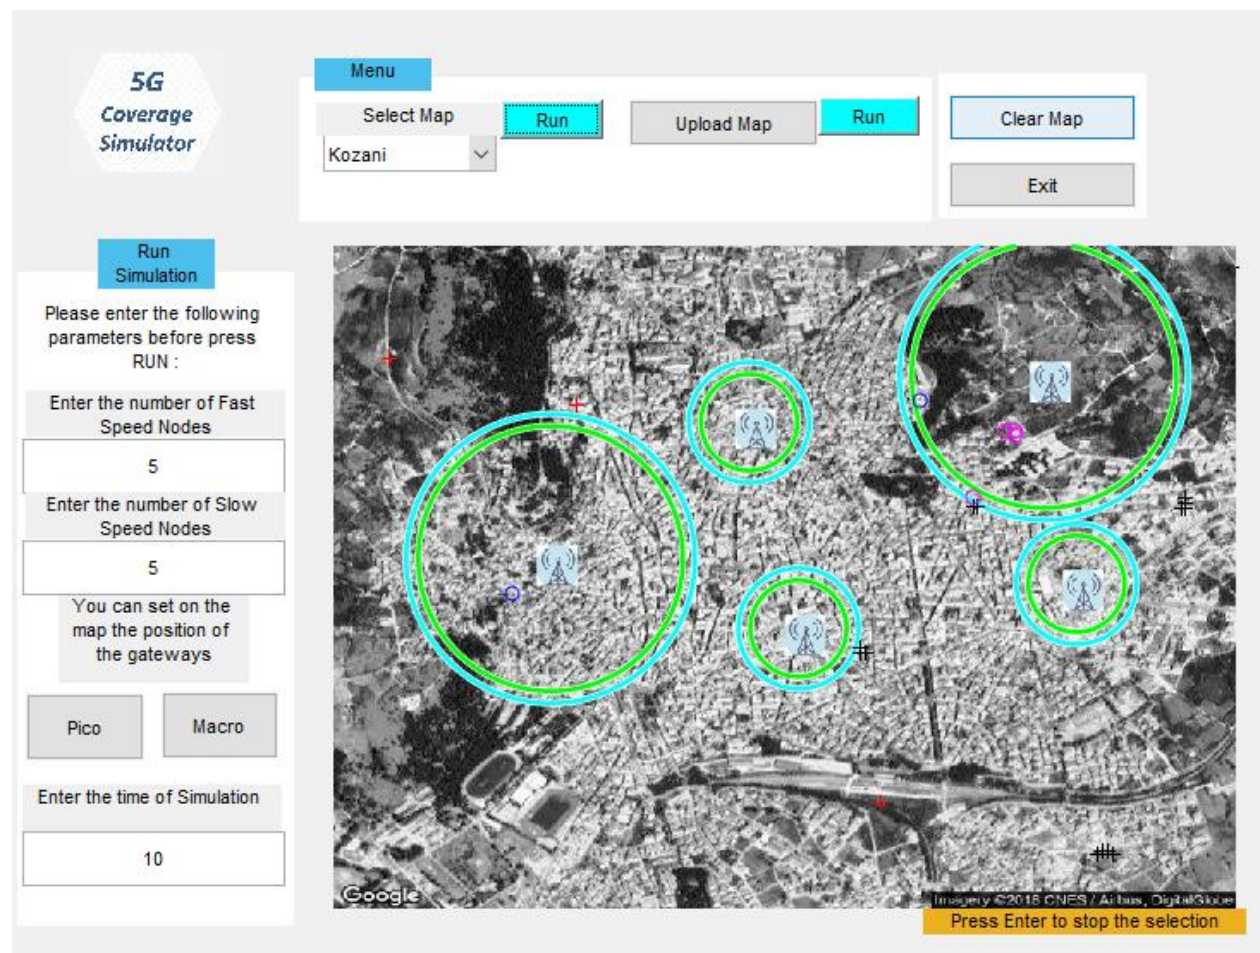 5G
Coverage
Simulator
Menu
Select Map
Run
Upload Map
Run
Clear Map
Kozani
Exit
Run
Simulation
Please enter the following
parameters before press
RUN :
Enter the number of Fast
Speed Nodes
5
Enter the number of Slow
Speed Nodes
5
You can set on the
map the position of
the gateways
Pico
Macro
Enter the time of Simulation
10
Google
Imagery ©2018 CNES / Airbus, DigitalGlobe
Press Enter to stop the selection